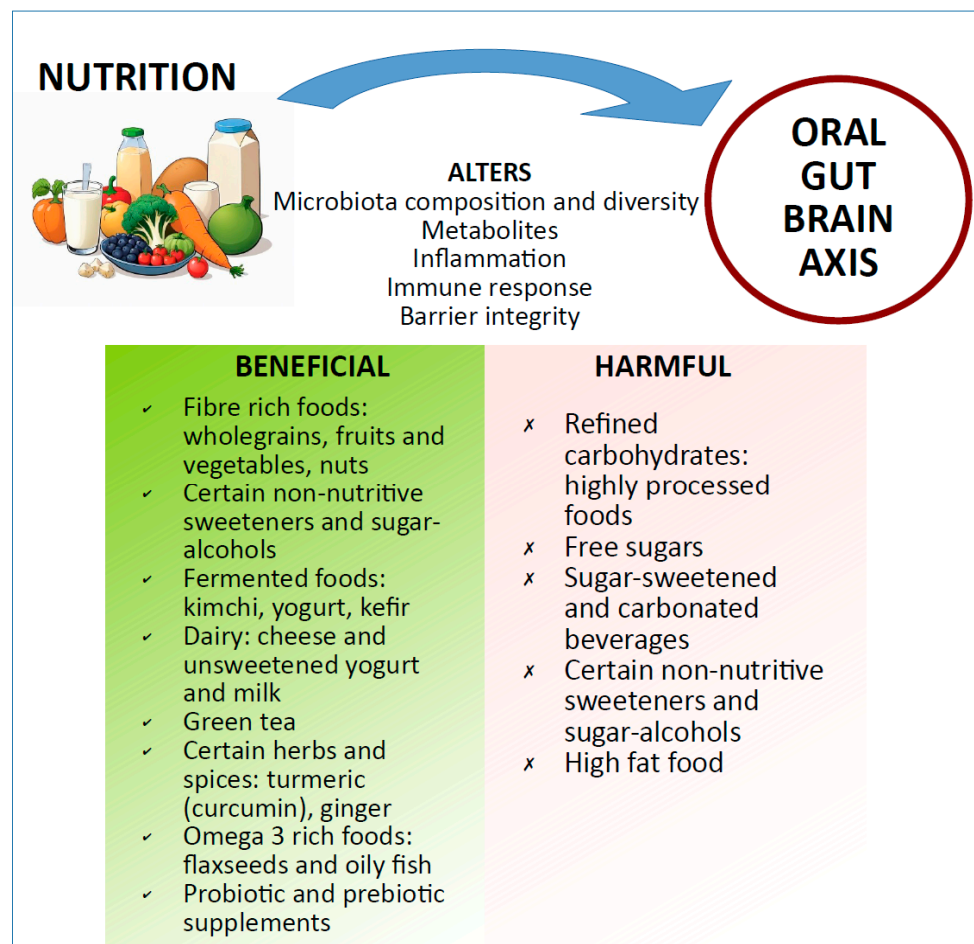 NUTRITION
ORAL
GUT
BRAIN
AXIS
ALTERS
Microbiota composition and diversity
Metabolites
Inflammation
Immune response
Barrier integrity
BENEFICIAL
✓ Fibre rich foods:
wholegrains, fruits and
vegetables, nuts
✓ Certain non-nutritive
sweeteners and sugar-
alcohols
✓ Fermented foods:
kimchi, yogurt, kefir
✓ Dairy: cheese and
unsweetened yogurt
and milk
✓ Green tea
✓ Certain herbs and
spices: turmeric
(curcumin), ginger
✓ Omega 3 rich foods:
flaxseeds and oily fish
✓ Probiotic and prebiotic
supplements
HARMFUL
✗ Refined
carbohydrates:
highly processed
foods
✗ Free sugars
✗ Sugar-sweetened
and carbonated
beverages
✗ Certain non-nutritive
sweeteners and
sugar-alcohols
✗ High fat food